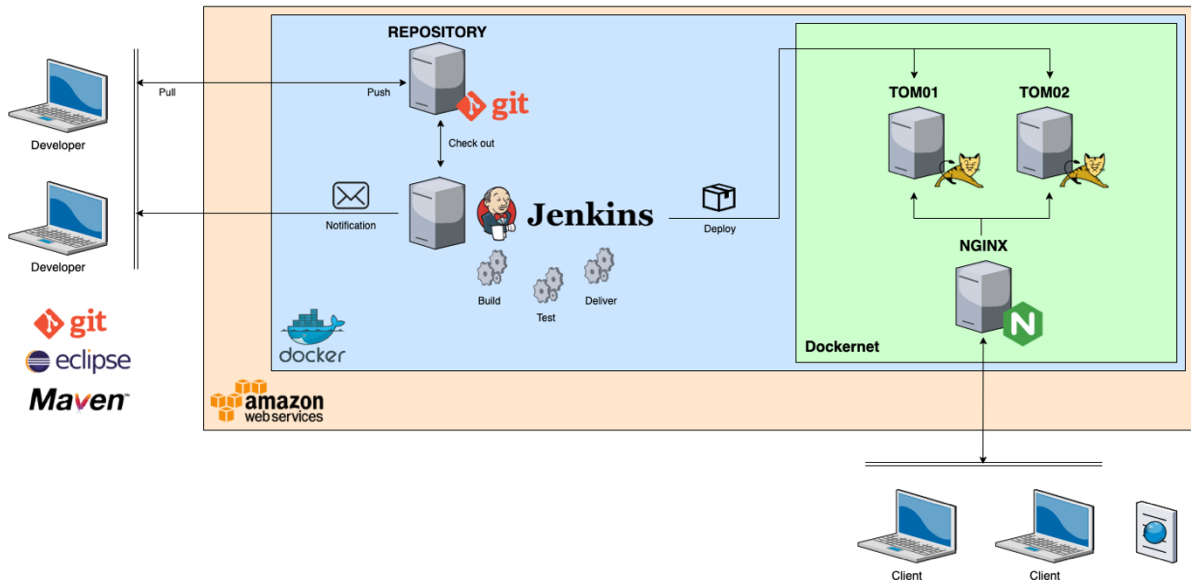 REPOSITORY
Pull
Push
git
Developer
Check out
TOM01
TOM02
Notification
Jenkins
Deploy
Developer
NGINX
Build
Test
Deliver
N
docker
Dockernet
git
eclipse
Maven™
amazon
web services
Client
Client